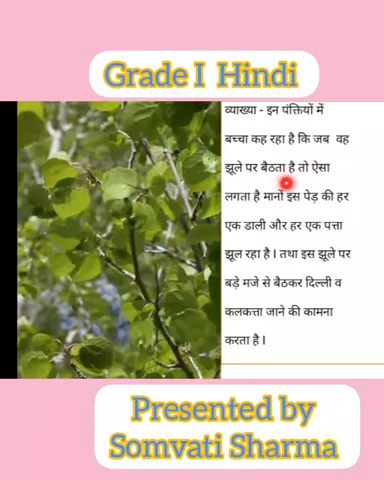 Grade I Hindi
व्याख्या - इन पंक्तियों में
बच्चा कह रहा है कि जब वह
झूले पर बैठता है तो ऐसा
लगता है मानो इस पेड़ की हर
एक डाली और हर एक पत्ता
झूल रहा है I तथा इस झूले पर
बड़े मजे से बैठकर दिल्ली व
कलकत्ता जाने की कामना
करता है I
Presented by
Somvati Sharma